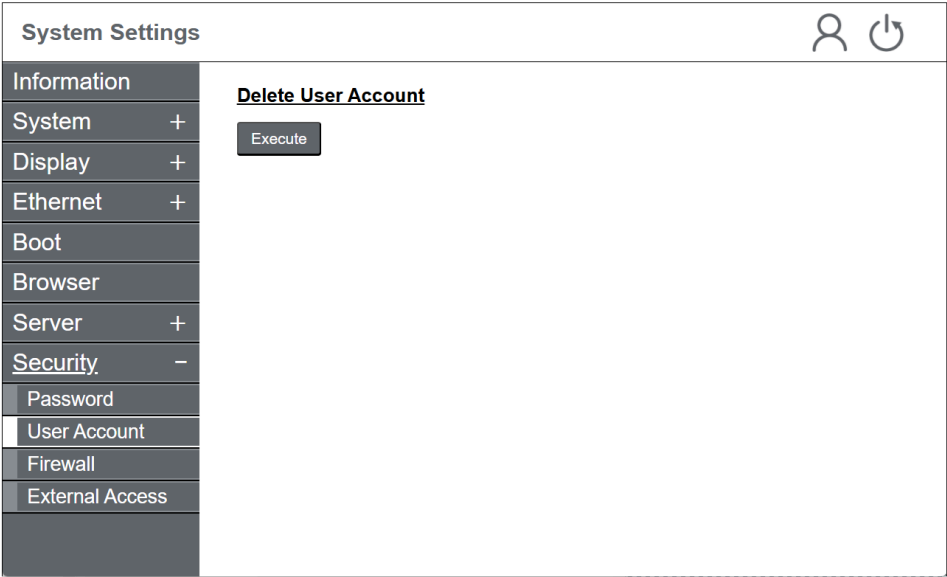 System Settings
Information
System +
Display +
Ethernet +
Boot
Browser
Server +
Security -
Password
User Account
Firewall
External Access
Delete User Account
Execute